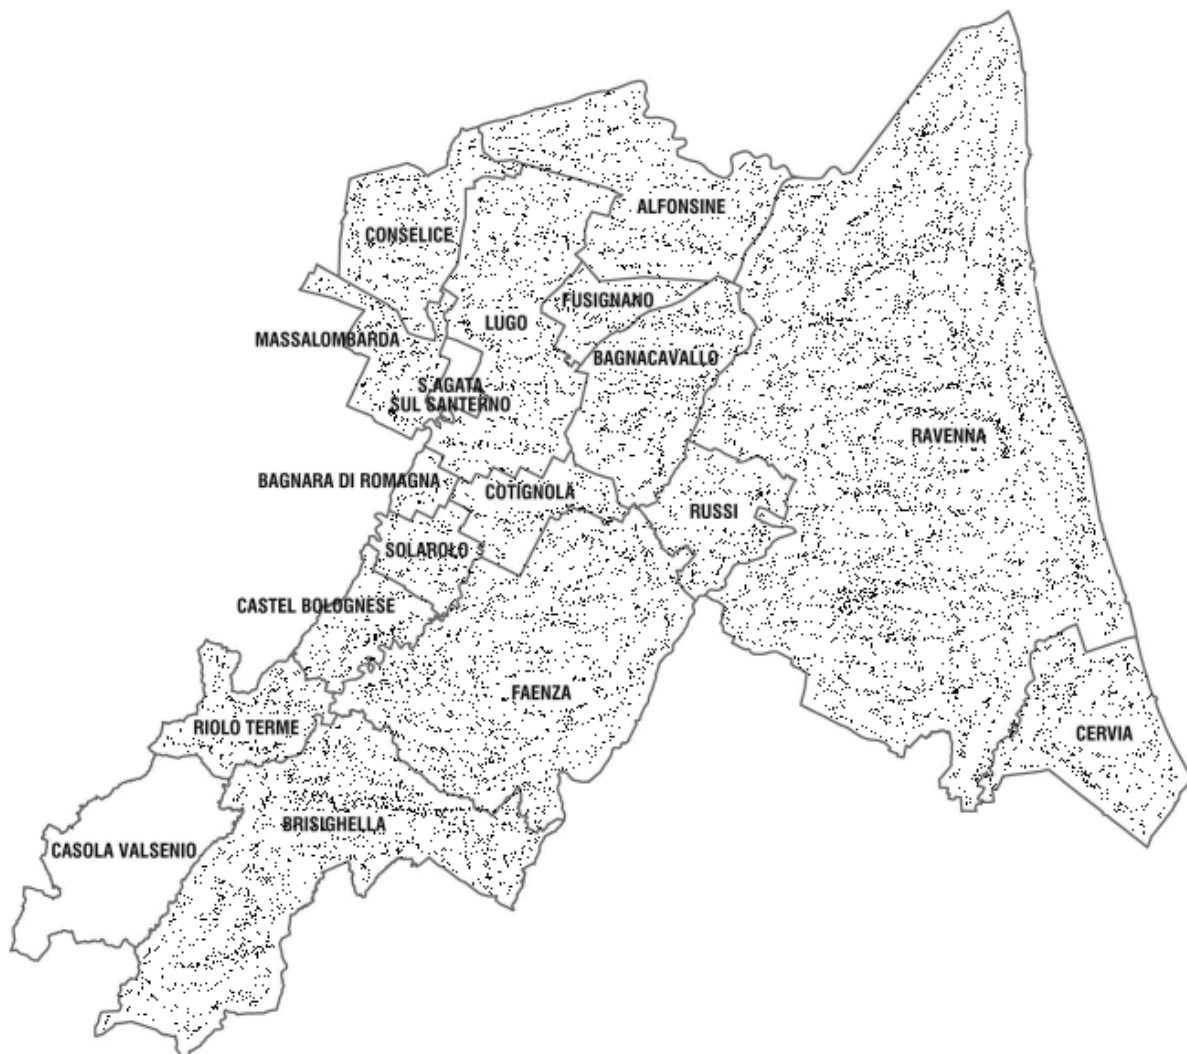 ALFONSINE
CONSELICE
FUSIGNANO
LUGO
MASSALOMBARDA
BAGNACAVALLO
S.AGATA
SUL SANTERNO
RAVENNA
BAGNARA DI ROMAGNA
COTIGNOLA
RUSSI
SOLAROLO
CASTEL BOLOGNESE
FAENZA
RIOLO TERME
CERVIA
BRISIGHELLA
CASOLA VALSENIO